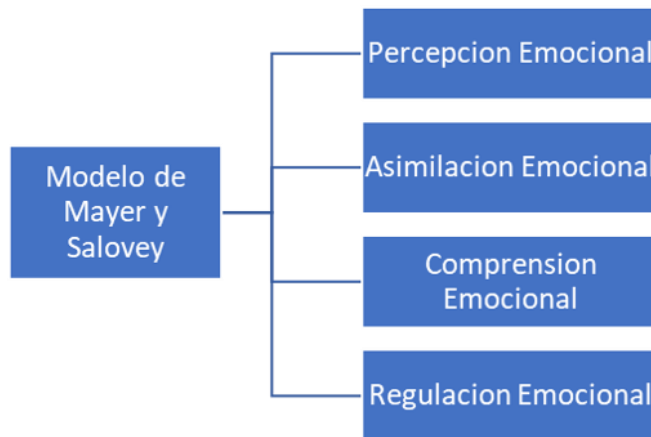 Modelo de
Mayer y
Salovey
Percepcion Emocional
Asimilacion Emocional
Comprension
Emocional
Regulacion Emocional